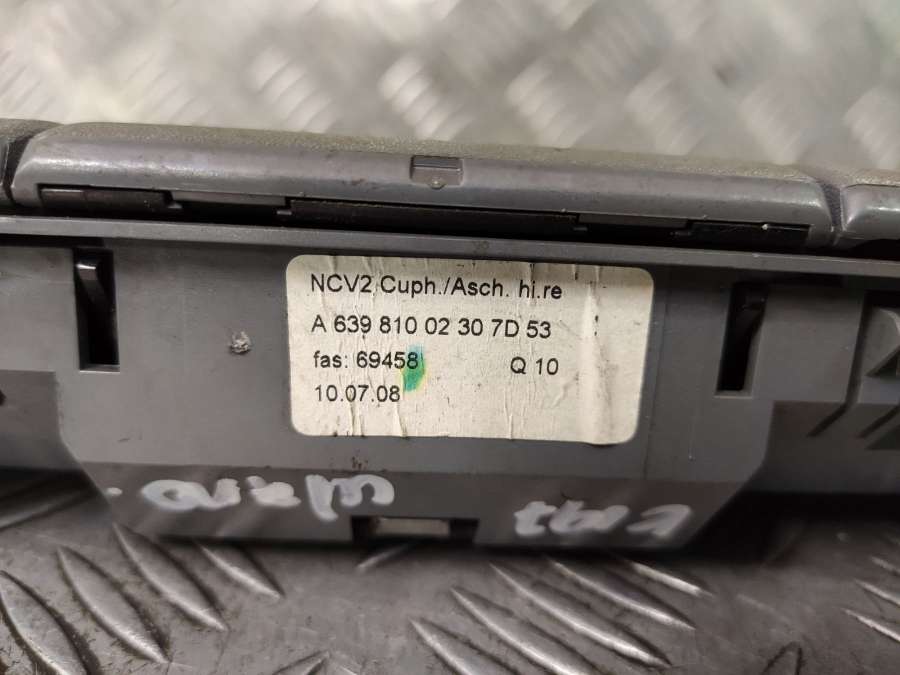 NCV2 Cuph./Asch. hi.re
A 639 810 02 30 7D 53
fas: 69458 Q 10
10.07.08